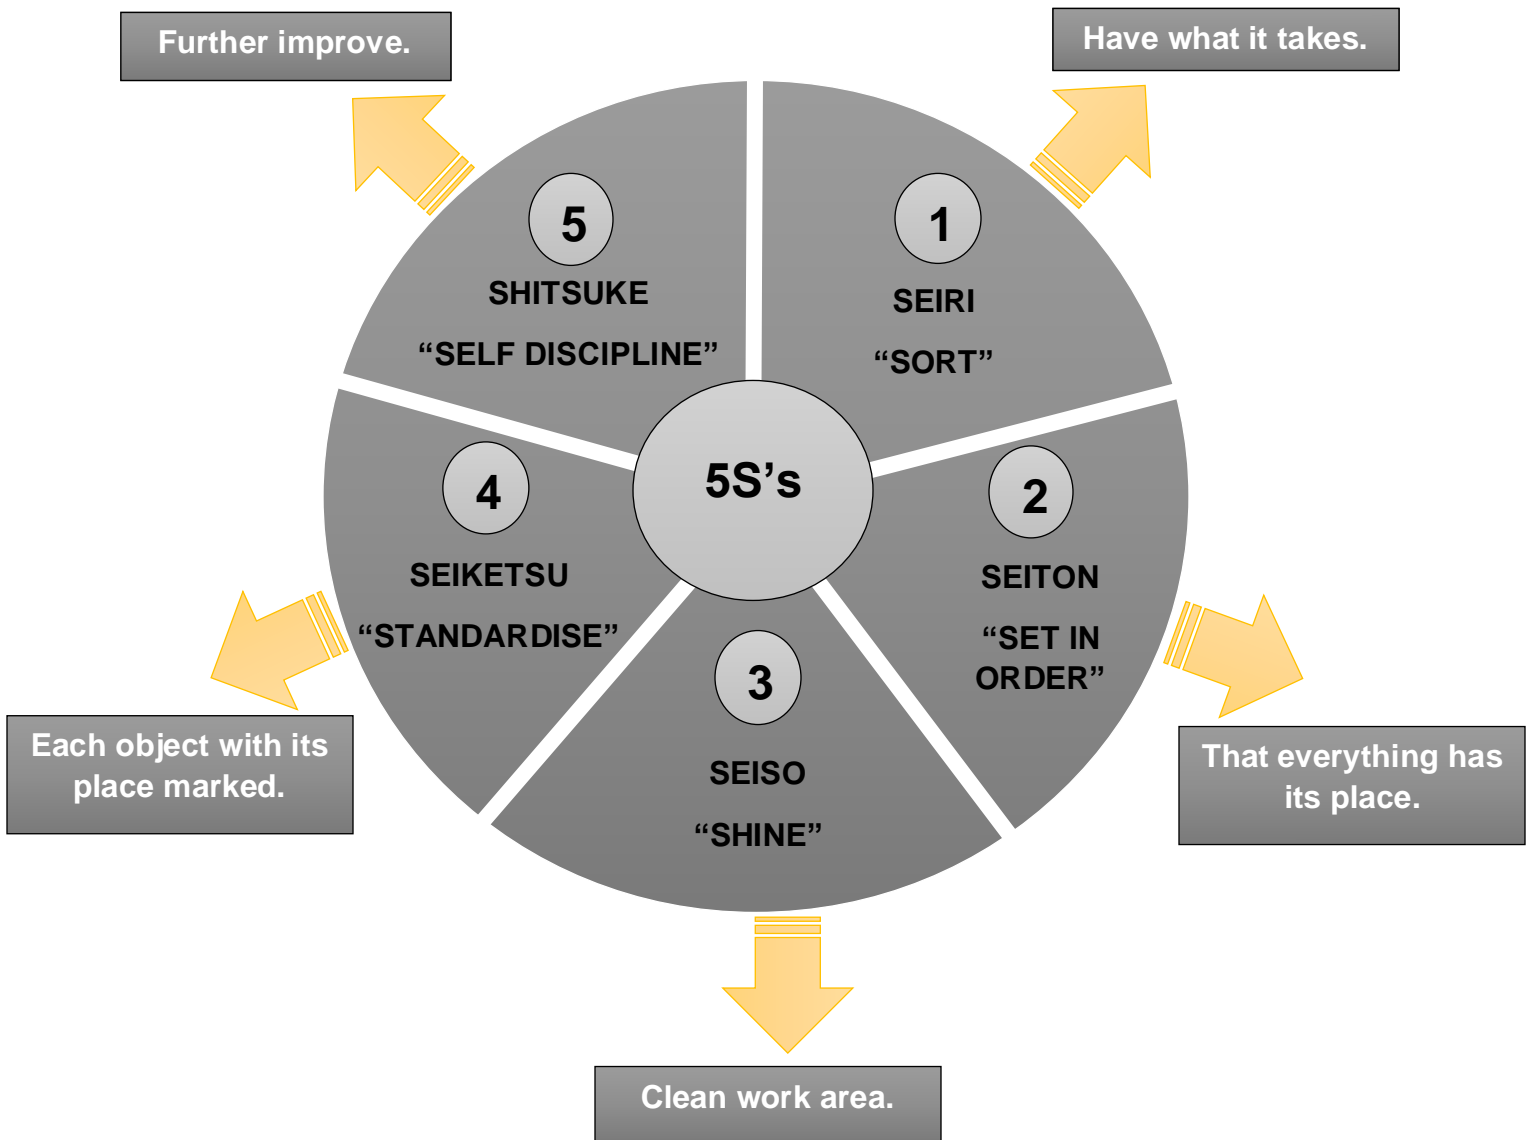 Further improve.
Have what it takes.
5
SHITSUKE
“SELF DISCIPLINE”
1
SEIRI
“SORT”
5S’s
4
SEIKETSU
“STANDARDISE”
2
SEITON
“SET IN
ORDER”
3
SEISO
“SHINE”
Each object with its
place marked.
That everything has
its place.
Clean work area.